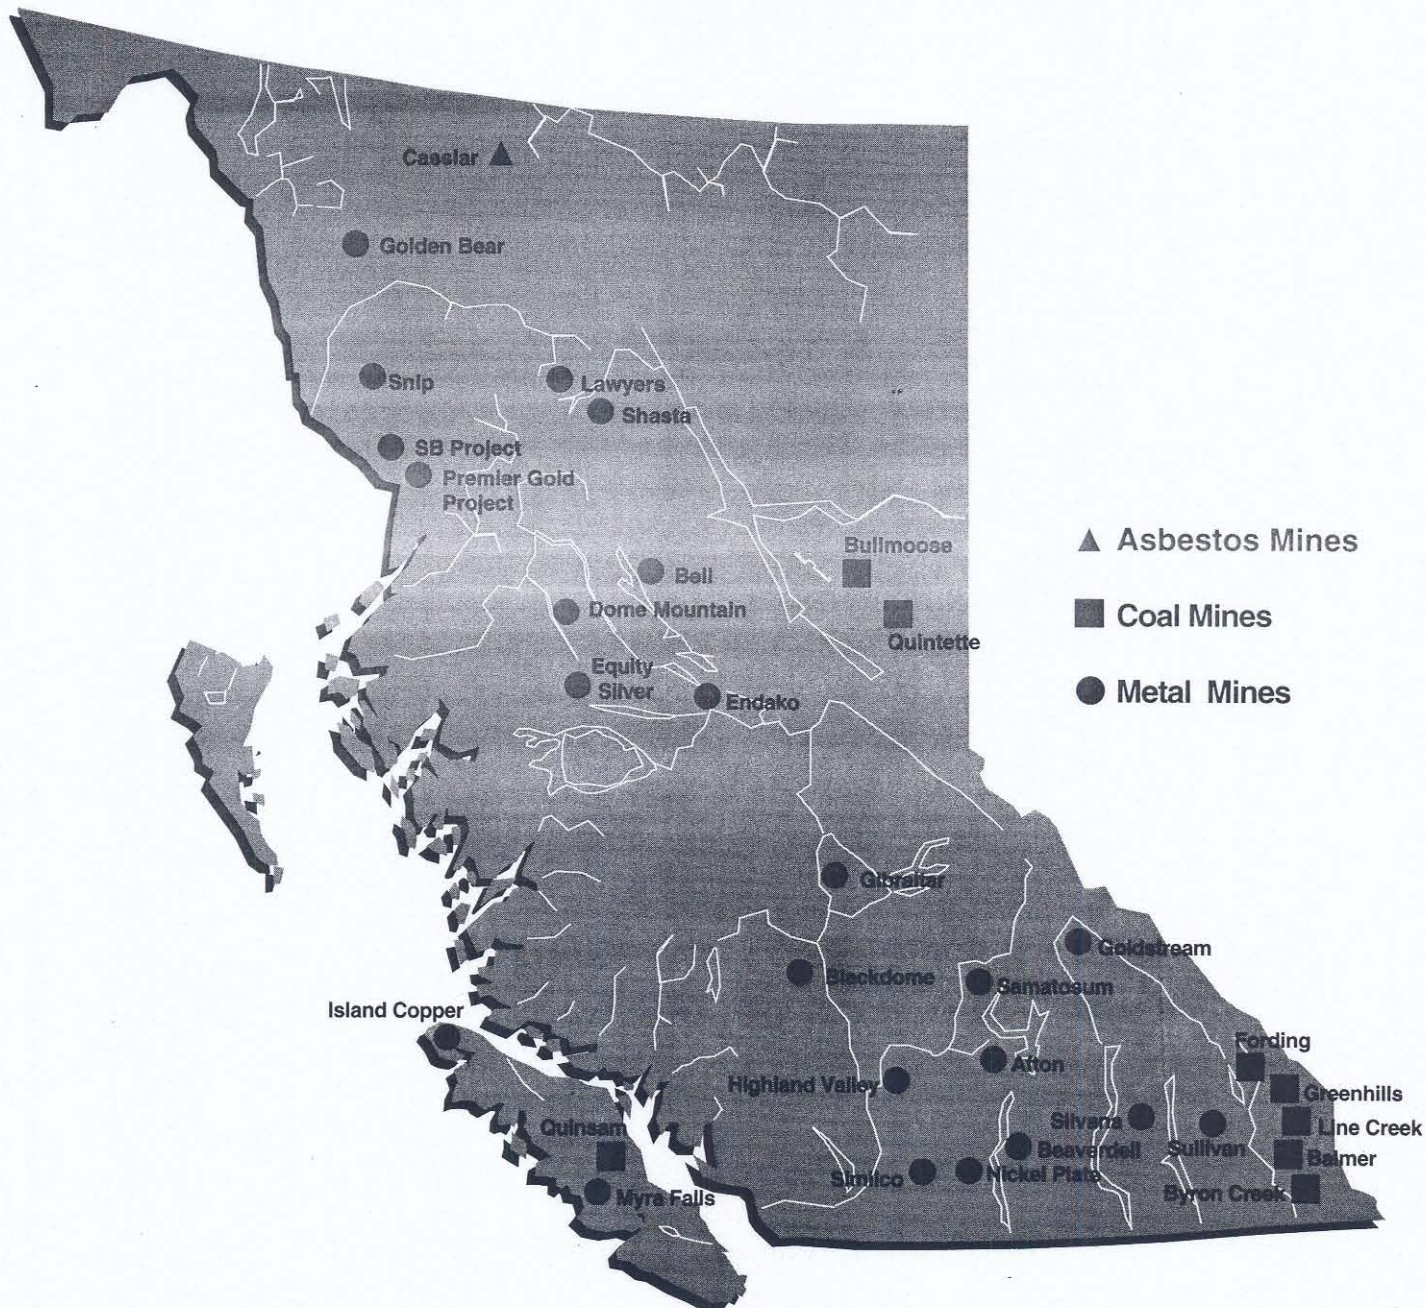 Cassiar
Golden Bear
Snip
Lawyers
Shasta
SB Project
Premier Gold
Project
Bullmoose
Asbestos Mines
Bell
Dome Mountain
Coal Mines
Quintette
Equity
Silver
Endako
Metal Mines
Gibraltar
Goldstream
Blackdome
Samatosum
Island Copper
Fording
Afton
Highland Valley
Greenhills
Silvana
Line Creek
Quinsam
Sullivan
Beaverdell
Balmer
Similco
Nickel Plate
Byron Creek
Myra Falls